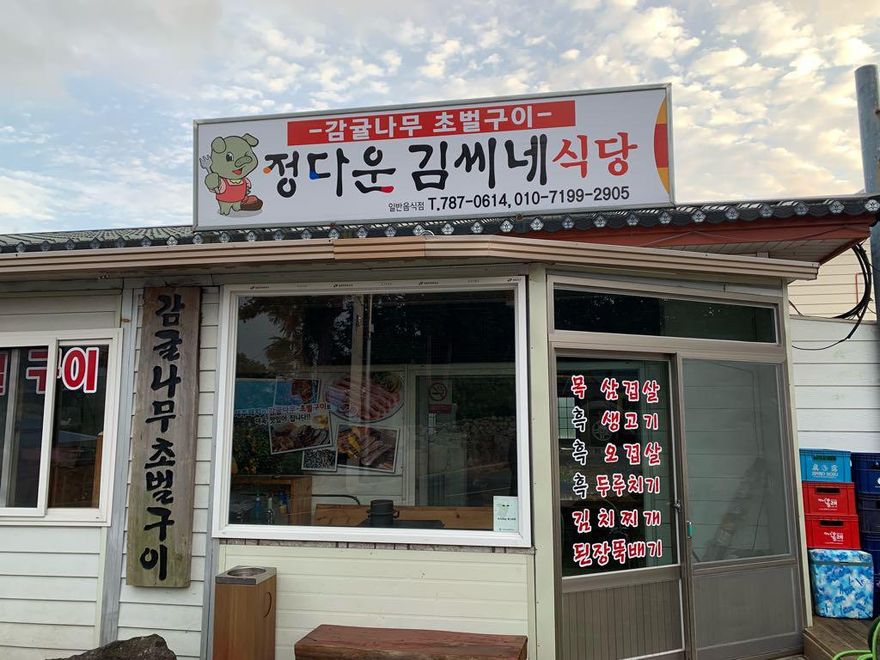 -감귤나무 초벌구이-
정다운 김씨네식당
일반음식점 T.787-0614, 010-7199-2905
감귤나무초벌구이
구이
목 삼겹살
흑 생고기
흑 오겹살
흑 두루치기
김치찌개
된장뚝배기